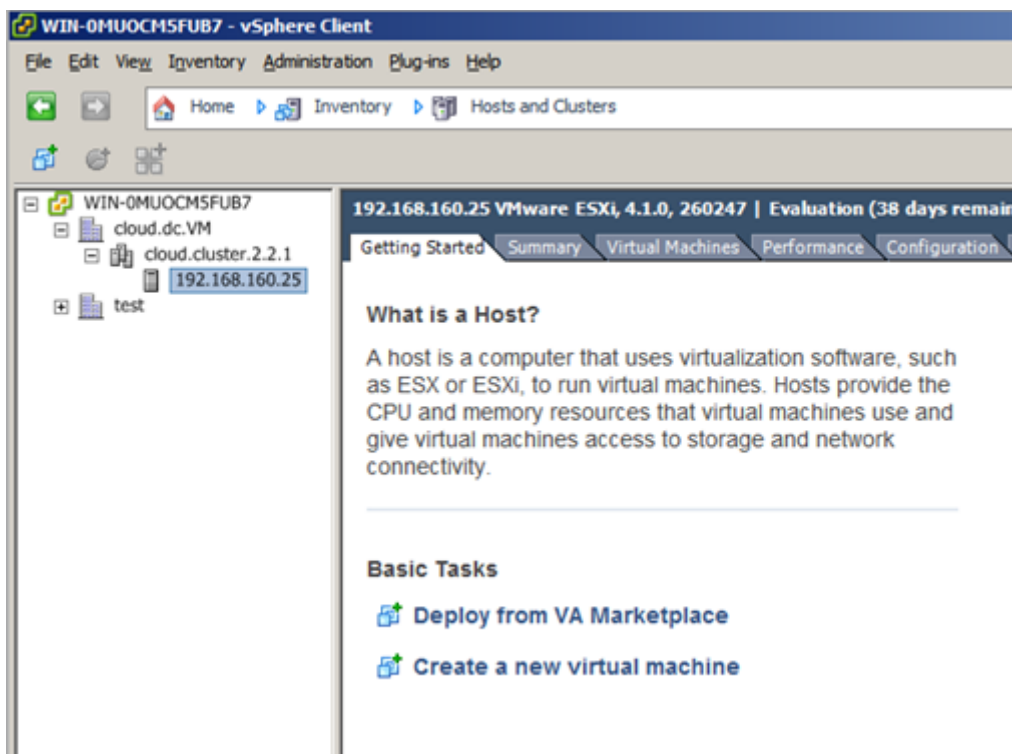 WIN-0MUOCM5FUB7 - vSphere Client
File Edit View Inventory Administration Plug-ins Help
Home Inventory Hosts and Clusters
WIN-0MUOCM5FUB7
cloud.dc.VM
cloud.cluster.2.2.1
192.168.160.25
test
192.168.160.25 VMware ESXi, 4.1.0, 260247 | Evaluation (38 days remain
Getting Started Summary Virtual Machines Performance Configuration
What is a Host?
A host is a computer that uses virtualization software, such
as ESX or ESXi, to run virtual machines. Hosts provide the
CPU and memory resources that virtual machines use and
give virtual machines access to storage and network
connectivity.
Basic Tasks
Deploy from VA Marketplace
Create a new virtual machine